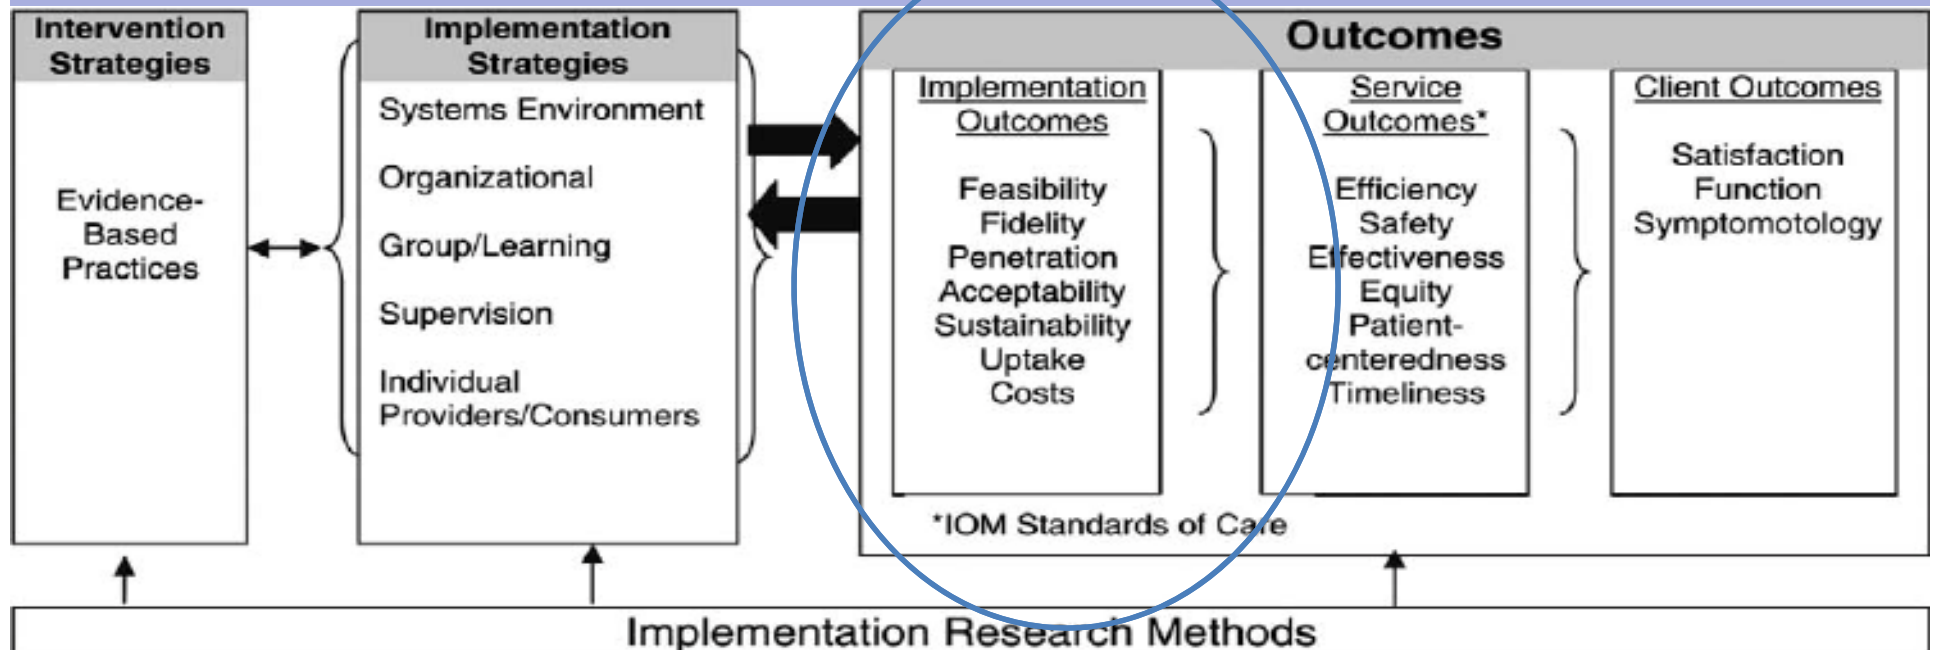 Intervention
Strategies
Evidence-
Based
Practices
Implementation
Strategies
Systems Environment
Organizational
Group/Learning
Supervision
Individual
Providers/Consumers
Outcomes
Implementation
Outcomes
Feasibility
Fidelity
Penetration
Acceptability
Sustainability
Uptake
Costs
Service
Outcomes*
Efficiency
Safety
Effectiveness
Equity
Patient-
centeredness
Timeliness
Client Outcomes
Satisfaction
Function
Symptomotology
*IOM Standards of Care
Implementation Research Methods